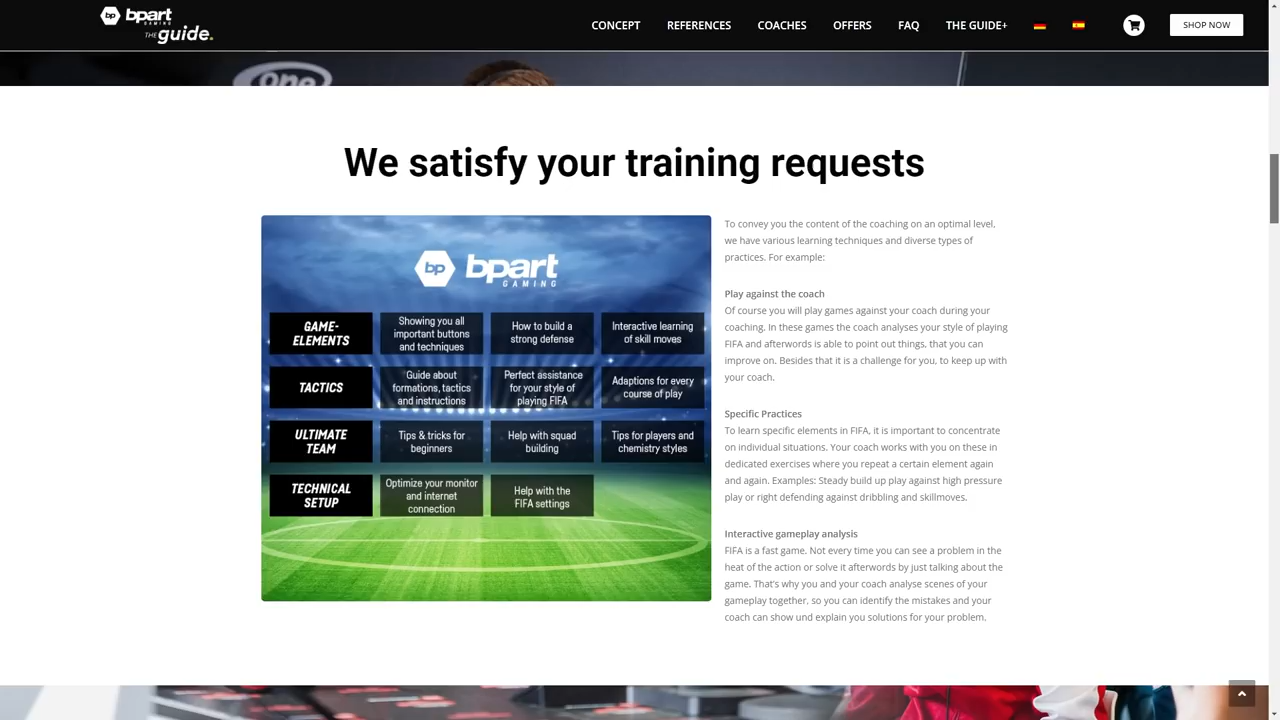 bp bpart
GAMING
THE guide.
CONCEPT REFERENCES COACHES OFFERS FAQ THE GUIDE+ SHOP NOW
one
We satisfy your training requests
bp bpart
GAMING
GAME-
ELEMENTS
Showing you all
important buttons
and techniques
How to build a
strong defense
Interactive learning
of skill moves
TACTICS
Guide about
formations, tactics
and instructions
Perfect assistance
for your style of
playing FIFA
Adaptions for every
course of play
ULTIMATE
TEAM
Tips & tricks for
beginners
Help with squad
building
Tips for players and
chemistry styles
TECHNICAL
SETUP
Optimize your monitor
and internet
connection
Help with the
FIFA settings
To convey you the content of the coaching on an optimal level,
we have various learning techniques and diverse types of
practices. For example:
Play against the coach
Of course you will play games against your coach during your
coaching. In these games the coach analyses your style of playing
FIFA and afterwords is able to point out things, that you can
improve on. Besides that it is a challenge for you, to keep up with
your coach.
Specific Practices
To learn specific elements in FIFA, it is important to concentrate
on individual situations. Your coach works with you on these in
dedicated exercises where you repeat a certain element again
and again. Examples: Steady build up play against high pressure
play or right defending against dribbling and skillmoves.
Interactive gameplay analysis
FIFA is a fast game. Not every time you can see a problem in the
heat of the action or solve it afterwords by just talking about the
game. That's why you and your coach analyse scenes of your
gameplay together, so you can identify the mistakes and your
coach can show und explain you solutions for your problem.